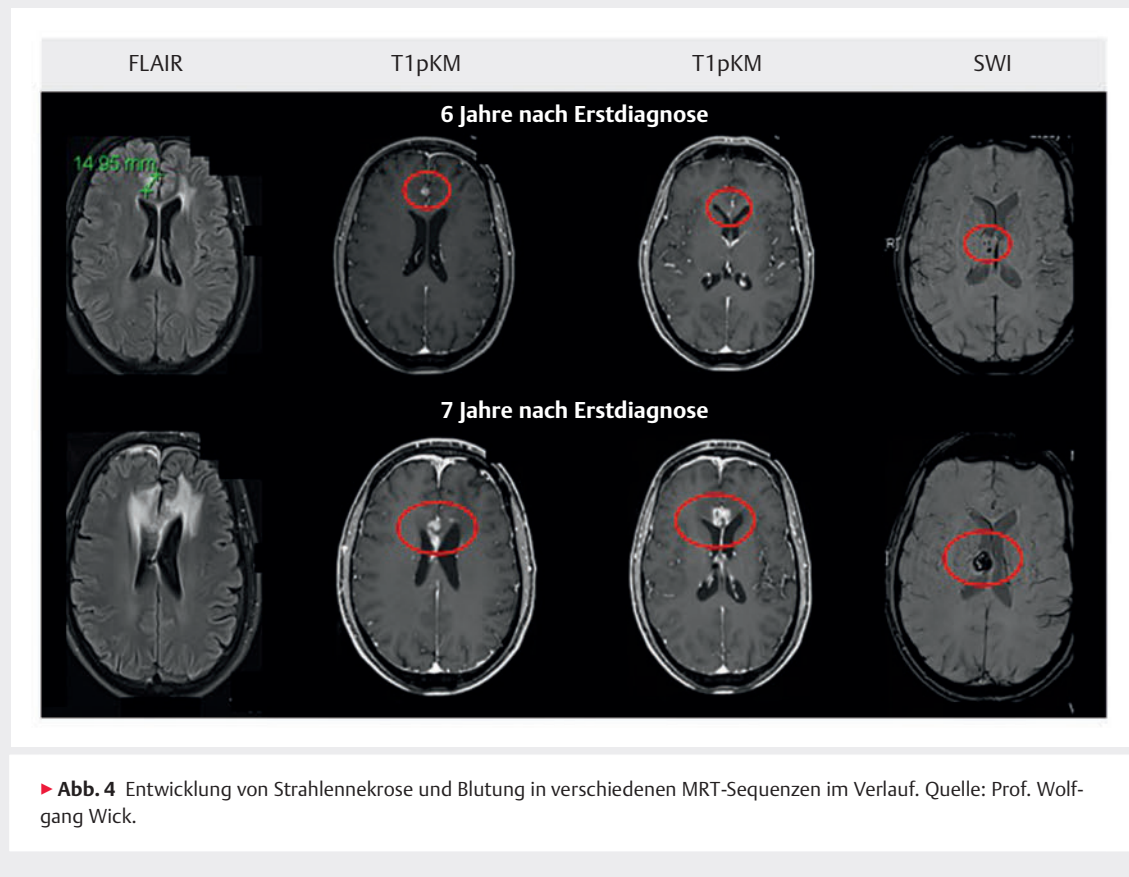 FLAIR T1pKM T1pKM SWI
6 Jahre nach Erstdiagnose
14.95 mm
7 Jahre nach Erstdiagnose
▶ Abb. 4 Entwicklung von Strahlennekrose und Blutung in verschiedenen MRT-Sequenzen im Verlauf. Quelle: Prof. Wolf-
gang Wick.